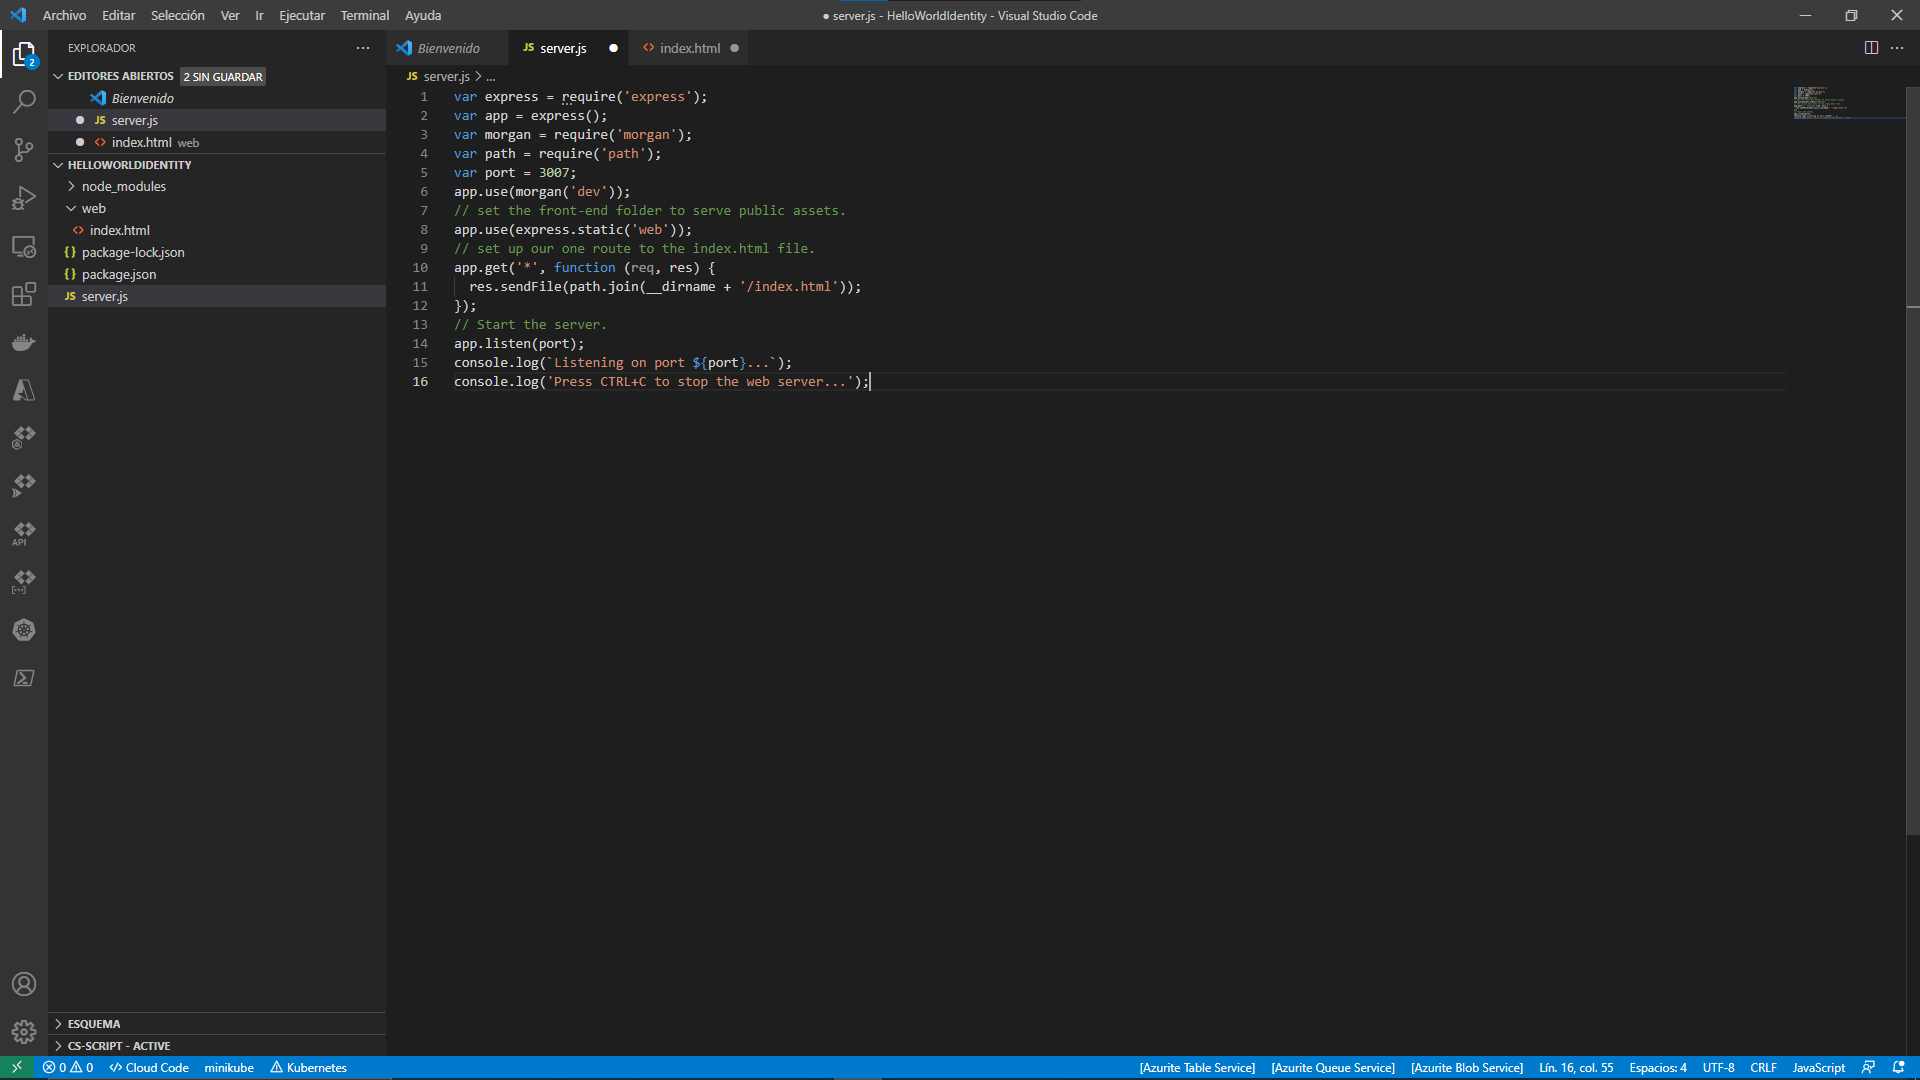 Archivo Editar Selección Ver Ir Ejecutar Terminal Ayuda
● server.js - HelloWorldIdentity - Visual Studio Code
EXPLORADOR
Bienvenido
JS server.js
index.html
2
EDITORES ABIERTOS 2 SIN GUARDAR
Bienvenido
JS server.js
index.html web
HELLOWORLDIDENTITY
node_modules
web
index.html
{} package-lock.json
{} package.json
JS server.js
API
ESQUEMA
CS-SCRIPT - ACTIVE
JS server.js > ...
1 var express = require('express');
2 var app = express();
3 var morgan = require('morgan');
4 var path = require('path');
5 var port = 3007;
6 app.use(morgan('dev'));
7 // set the front-end folder to serve public assets.
8 app.use(express.static('web'));
9 // set up our one route to the index.html file.
10 app.get('*', function (req, res) {
11 res.sendFile(path.join(__dirname + '/index.html'));
12 });
13 // Start the server.
14 app.listen(port);
15 console.log(`Listening on port ${port}...`);
16 console.log('Press CTRL+C to stop the web server...');
0 0 Cloud Code minikube Kubernetes
[Azurite Table Service] [Azurite Queue Service] [Azurite Blob Service] Lín. 16, col. 55 Espacios: 4 UTF-8 CRLF JavaScript